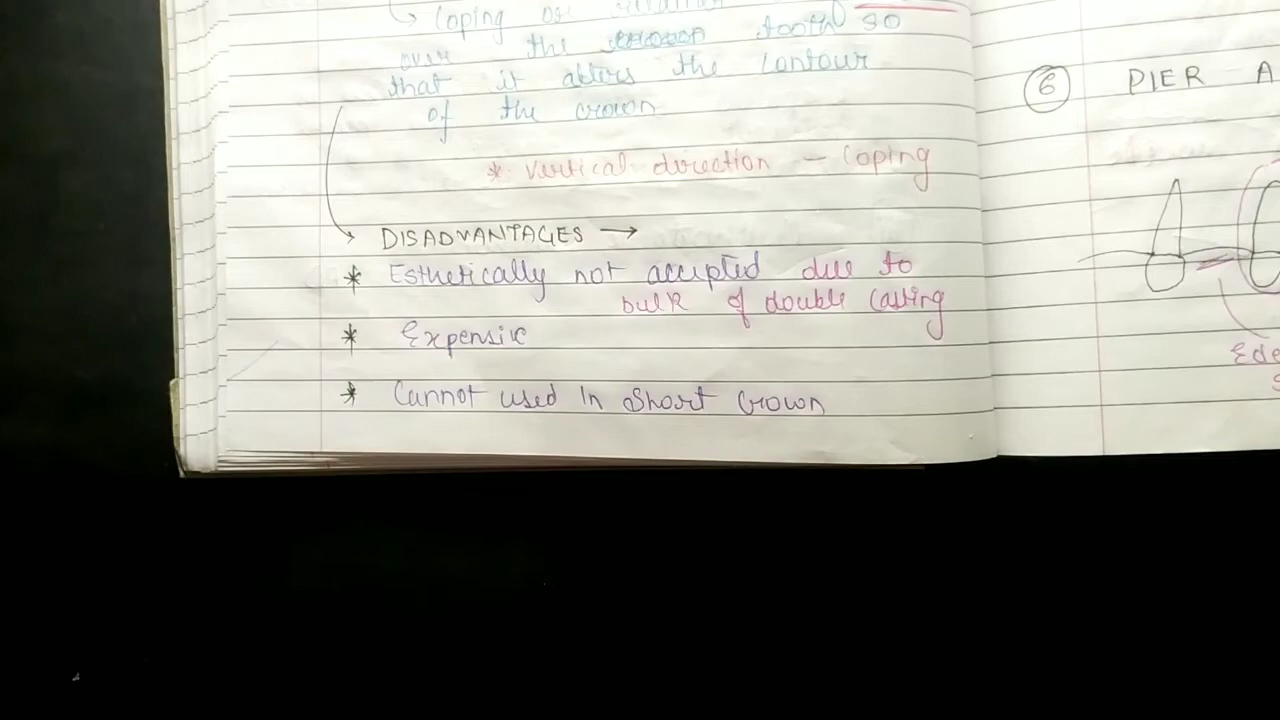 ↳ Coping or
over the tooth so
that it alters the Contour
of the crown
* Vertical direction – Coping
DISADVANTAGES →
* Esthetically not accepted due to
bulk of double Casting
* Expensive
* Cannot used In Short Crown
6 PIER A
Ede
S